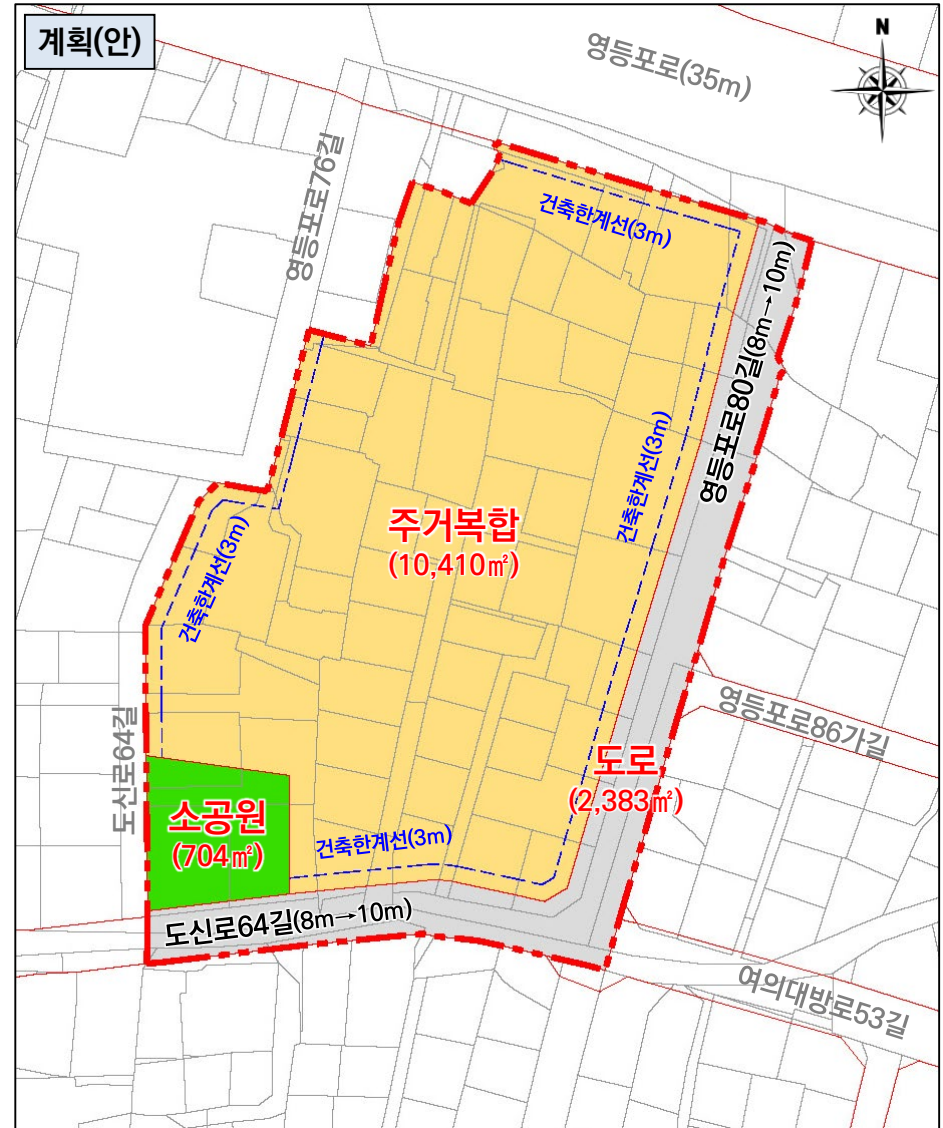 계획(안)
영등포로(35m)
N
영등포로76길
건축한계선(3m)
영등포로80길(8m→10m)
건축한계선(3m)
주거복합
(10,410㎡)
건축한계선(3m)
영등포로86가길
도신로64길
도로
(2,383㎡)
소공원
(704㎡)
건축한계선(3m)
도신로64길(8m→10m)
여의대방로53길